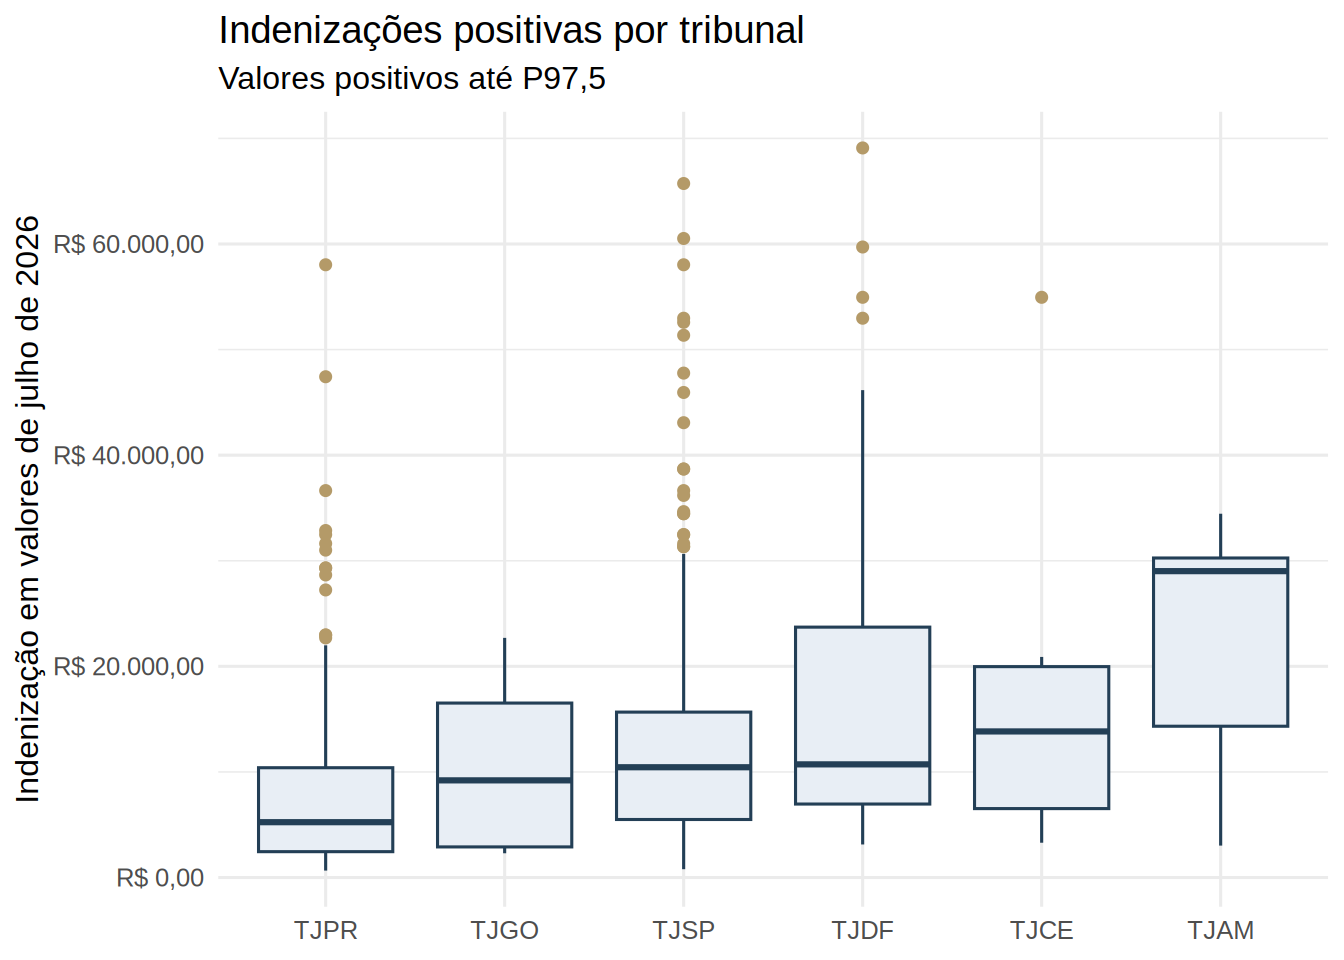 Indenizações positivas por tribunal
Valores positivos até P97,5
Indenização em valores de julho de 2026
R$ 60.000,00
R$ 40.000,00
R$ 20.000,00
R$ 0,00
TJPR TJGO TJSP TJDF TJCE TJAM